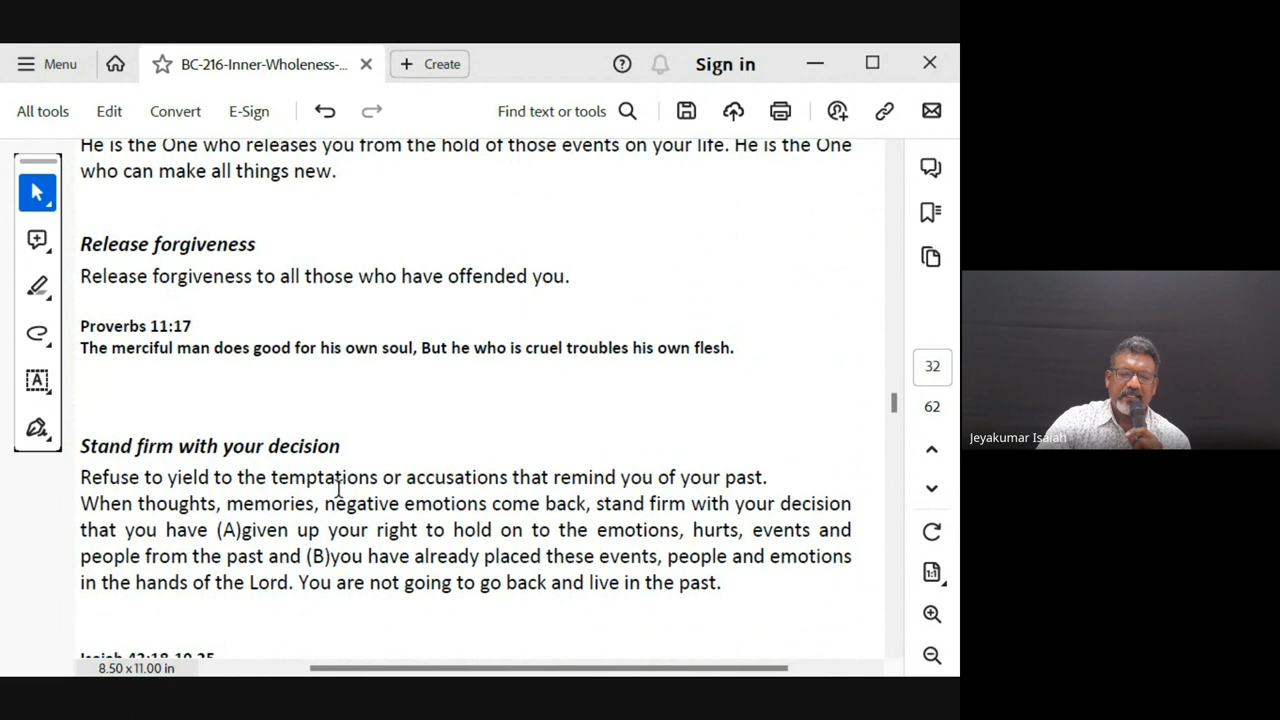 Menu
BC-216-Inner-Wholeness-...
Create
Sign in
All tools
Edit
Convert
E-Sign
Find text or tools
He is the One who releases you from the hold of those events on your life. He is the One
who can make all things new.
Release forgiveness
Release forgiveness to all those who have offended you.
Proverbs 11:17
The merciful man does good for his own soul, But he who is cruel troubles his own flesh.
Stand firm with your decision
Refuse to yield to the temptations or accusations that remind you of your past.
When thoughts, memories, negative emotions come back, stand firm with your decision
that you have (A)given up your right to hold on to the emotions, hurts, events and
people from the past and (B)you have already placed these events, people and emotions
in the hands of the Lord. You are not going to go back and live in the past.
8.50 x 11.00 in
32
62
1:1
Jeyakumar Isaiah